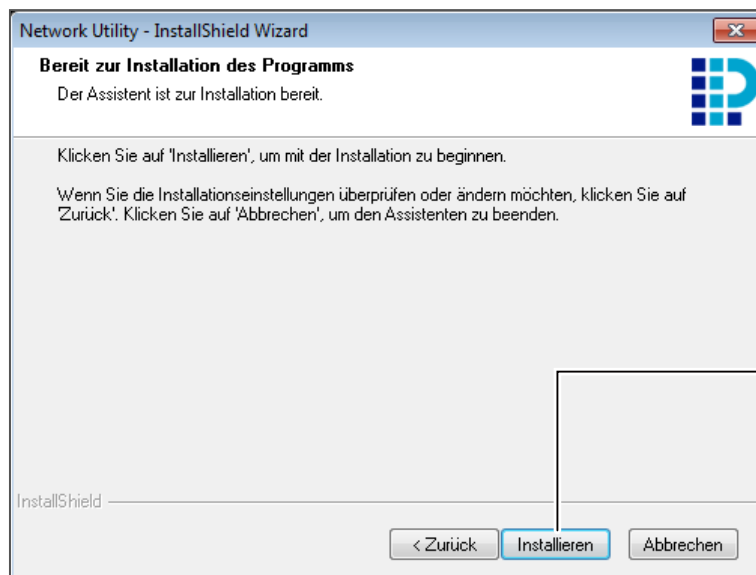 Network Utility - InstallShield Wizard
Bereit zur Installation des Programms
Der Assistent ist zur Installation bereit.
Klicken Sie auf 'Installieren', um mit der Installation zu beginnen.
Wenn Sie die Installationseinstellungen überprüfen oder ändern möchten, klicken Sie auf
'Zurück'. Klicken Sie auf 'Abbrechen', um den Assistenten zu beenden.
InstallShield
< Zurück Installieren Abbrechen